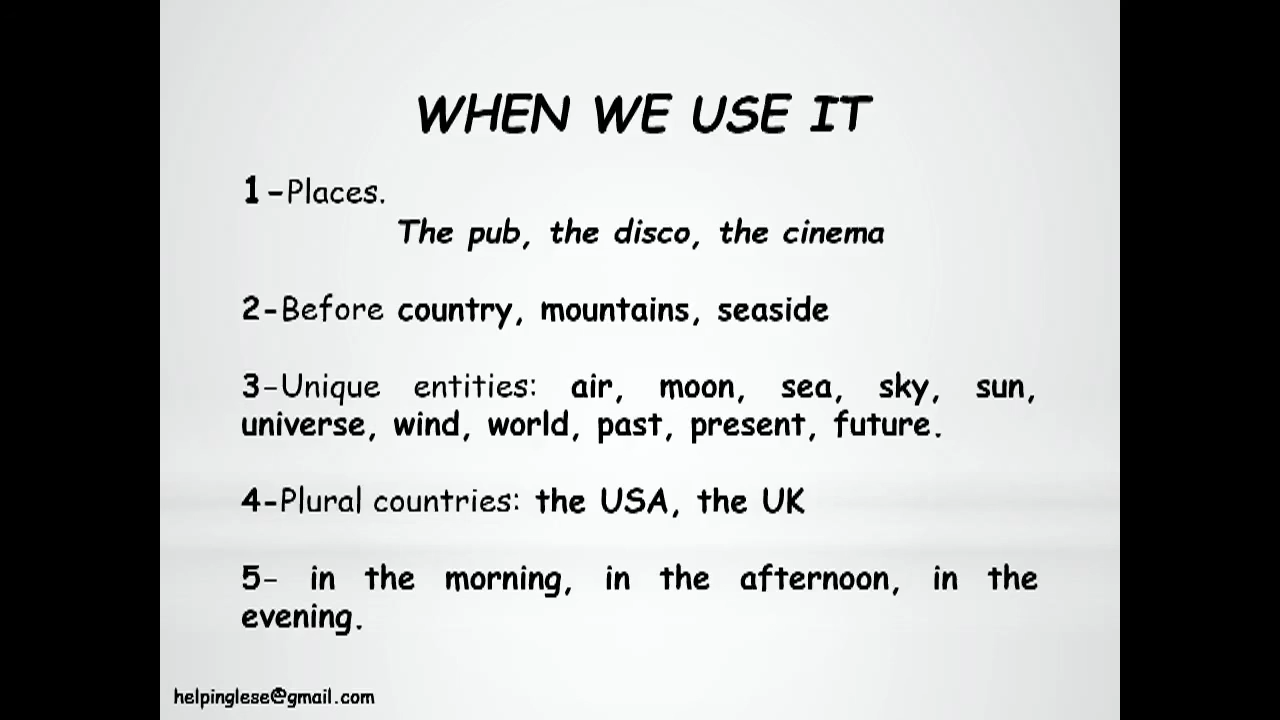 WHEN WE USE IT
1-Places.
The pub, the disco, the cinema
2-Before country, mountains, seaside
3-Unique entities: air, moon, sea, sky, sun,
universe, wind, world, past, present, future.
4-Plural countries: the USA, the UK
5- in the morning, in the afternoon, in the
evening.
helpinglese@gmail.com